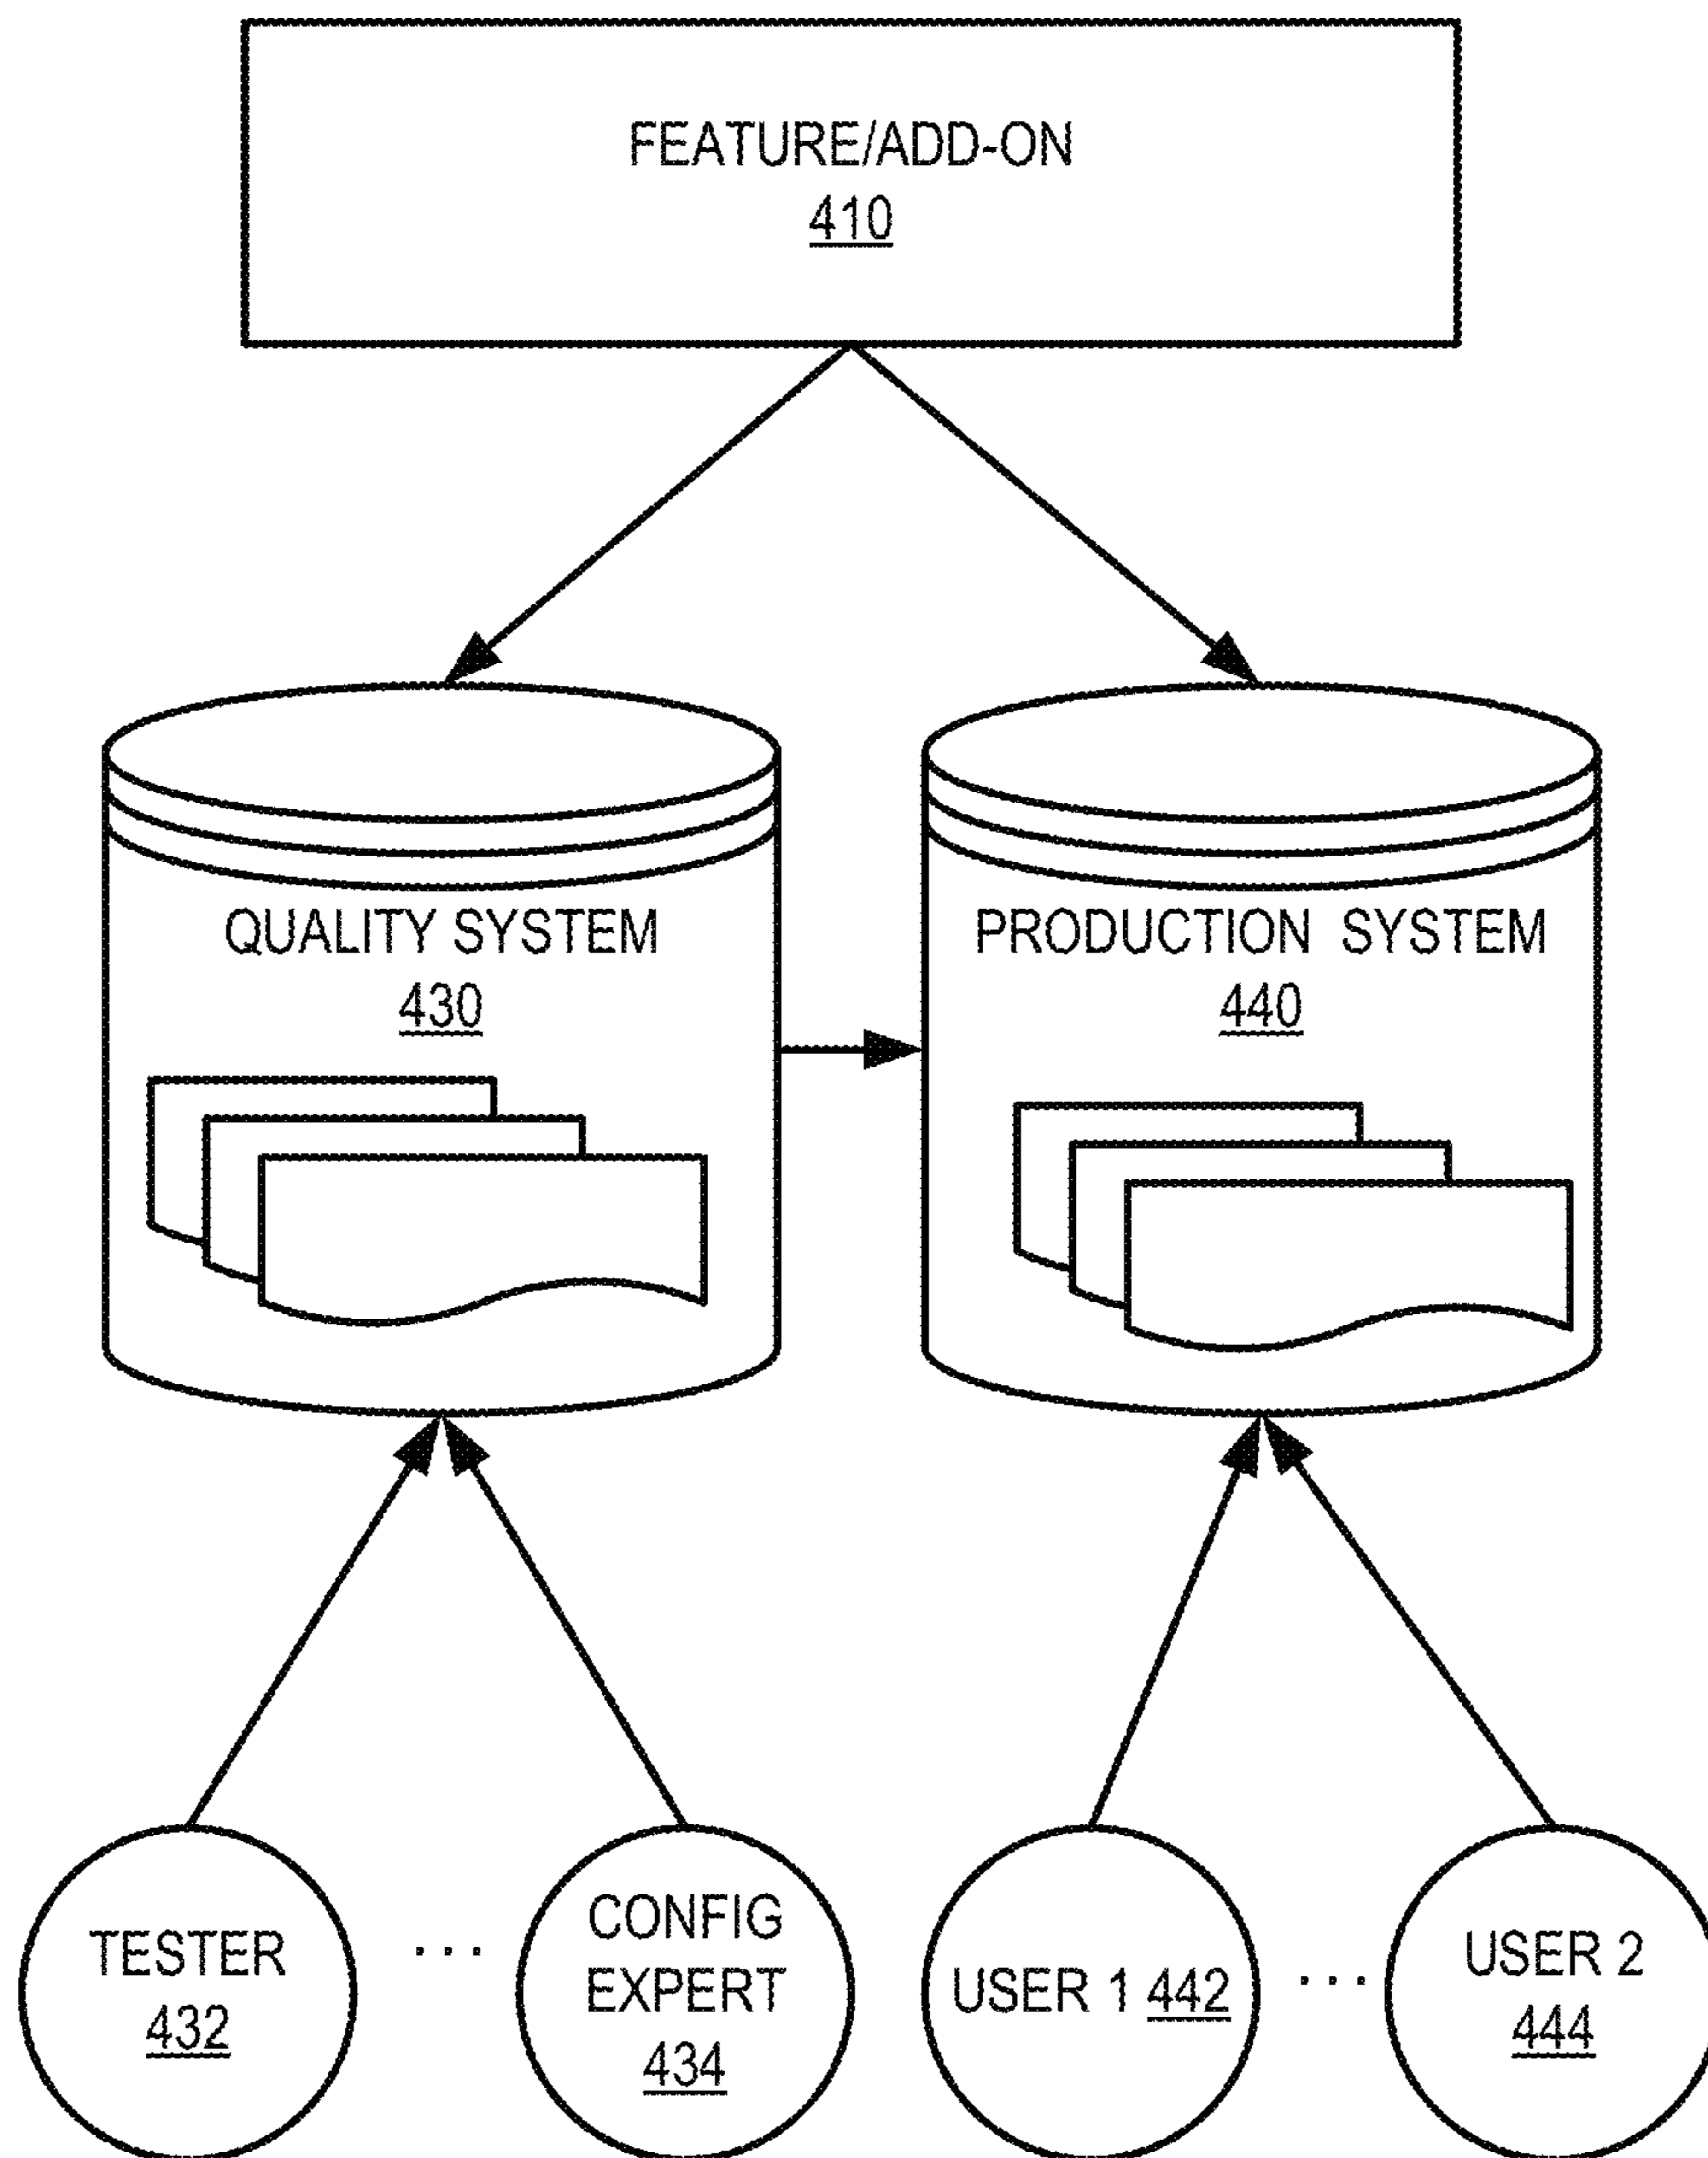 FEATURE/ADD-ON
410
QUALITY SYSTEM
430
PRODUCTION SYSTEM
440
TESTER
432
...
CONFIG
EXPERT
434
USER 1 442
...
USER 2
444